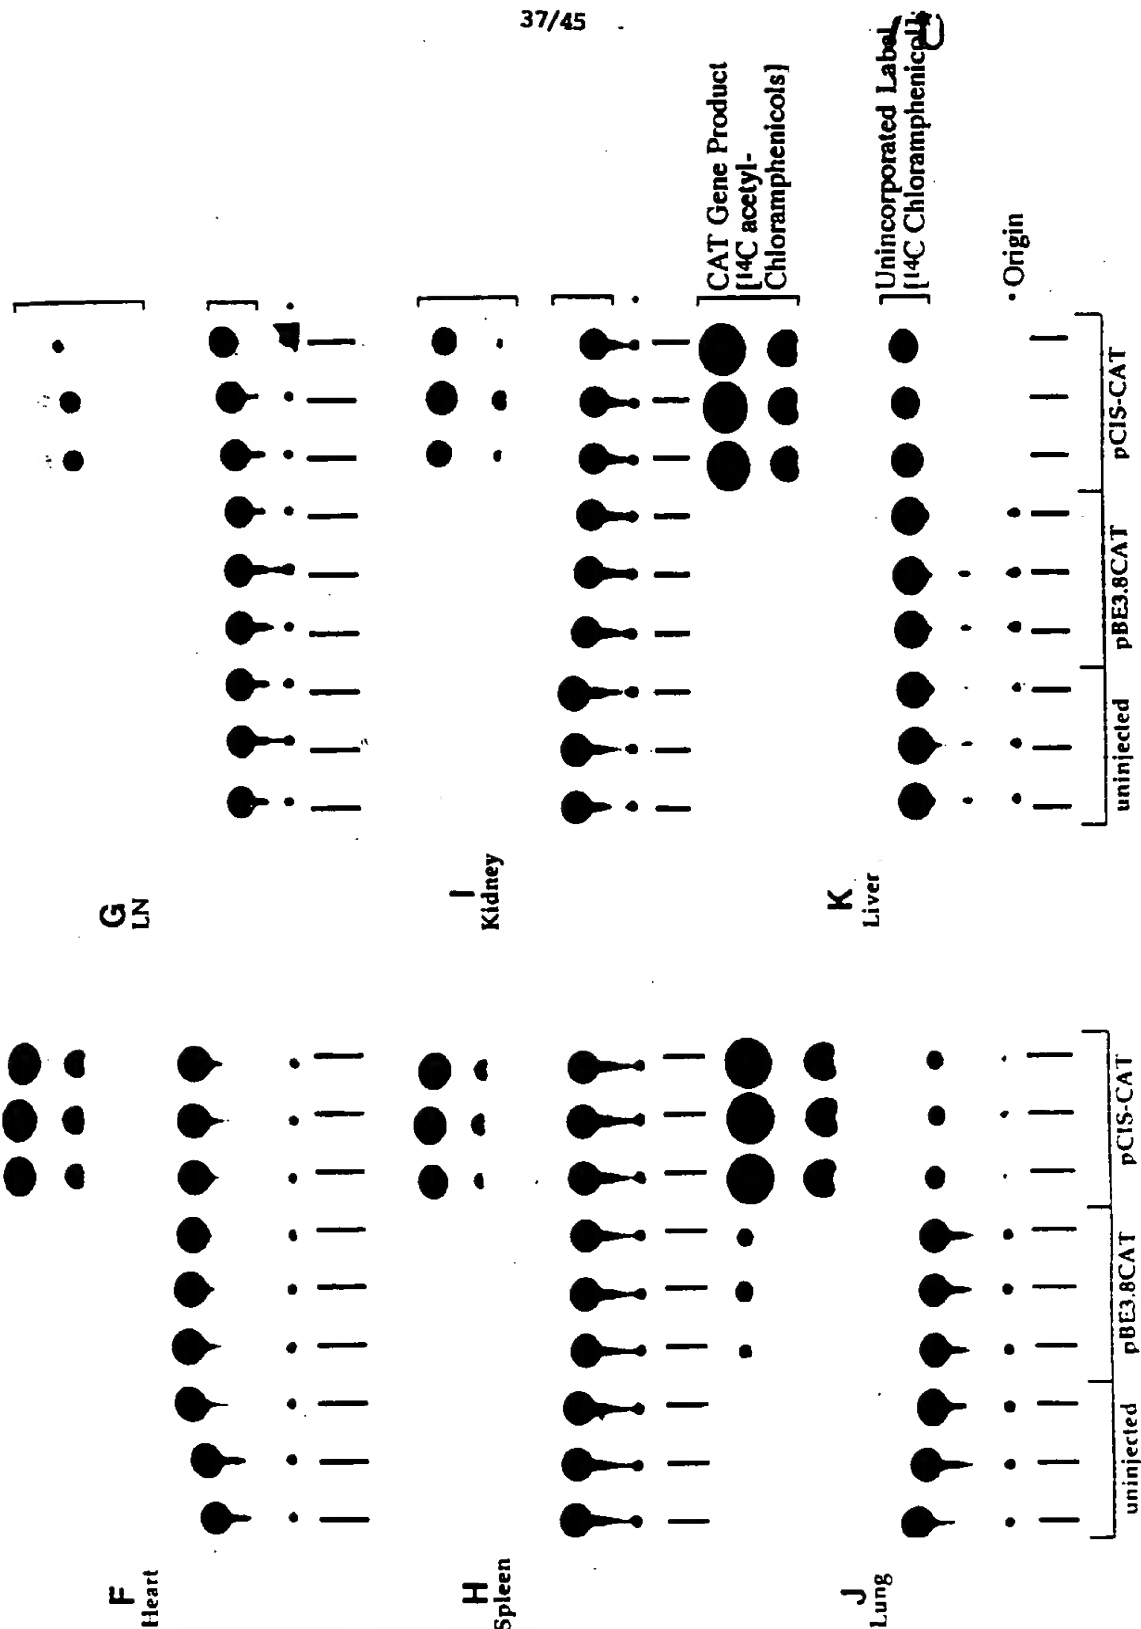 37/45
F
Heart
H
Spleen
J
Lung
uninjected
pBE3.8CAT
pCIS-CAT
G
LN
I
Kidney
K
Liver
uninjected
pBE3.8CAT
pCIS-CAT
CAT Gene Product
[14C acetyl-
Chloramphenicols]
Unincorporated Label
[14C Chloramphenicol]
• Origin